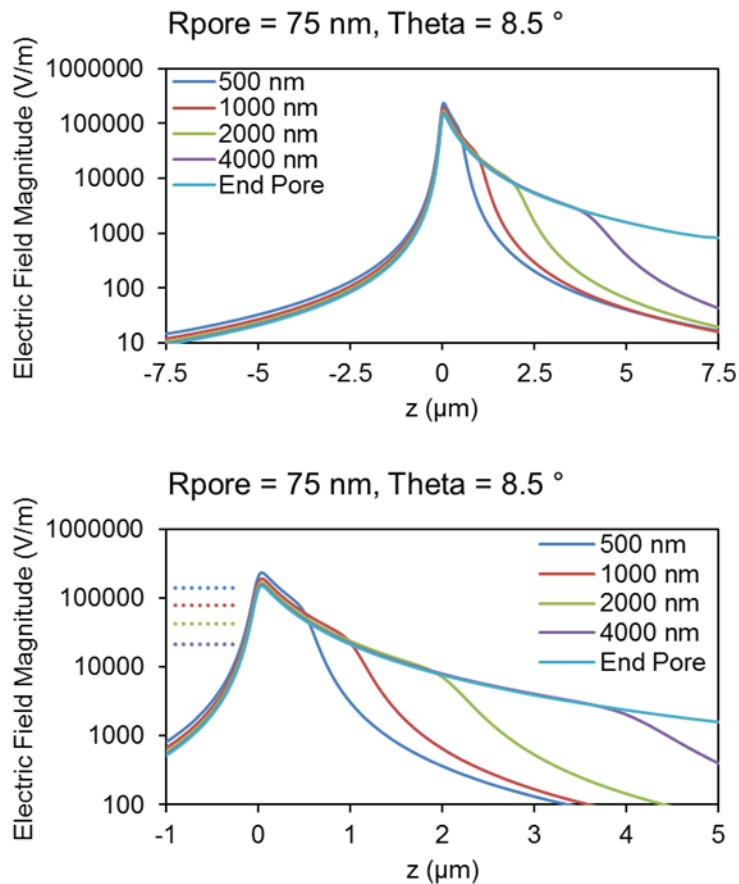 Rpore = 75 nm, Theta = 8.5 °
Electric Field Magnitude (V/m)
1000000
100000
10000
1000
100
10
500 nm
1000 nm
2000 nm
4000 nm
End Pore
-7.5
-5
-2.5
0
2.5
5
7.5
z (µm)
Rpore = 75 nm, Theta = 8.5 °
Electric Field Magnitude (V/m)
1000000
100000
10000
1000
100
500 nm
1000 nm
2000 nm
4000 nm
End Pore
-1
0
1
2
3
4
5
z (µm)